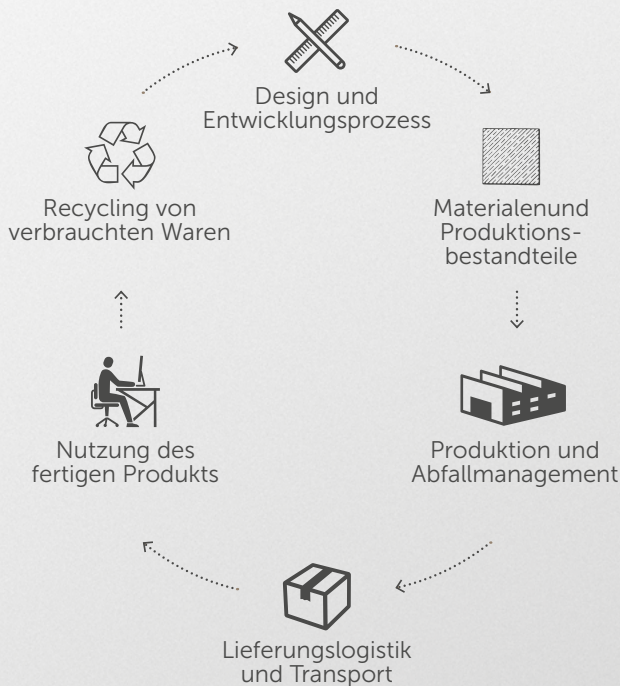 Design und
Entwicklungsprozess
Materialenund
Produktions-
bestandteile
Produktion und
Abfallmanagement
Lieferungslogistik
und Transport
Nutzung des
fertigen Produkts
Recycling von
verbrauchten Waren